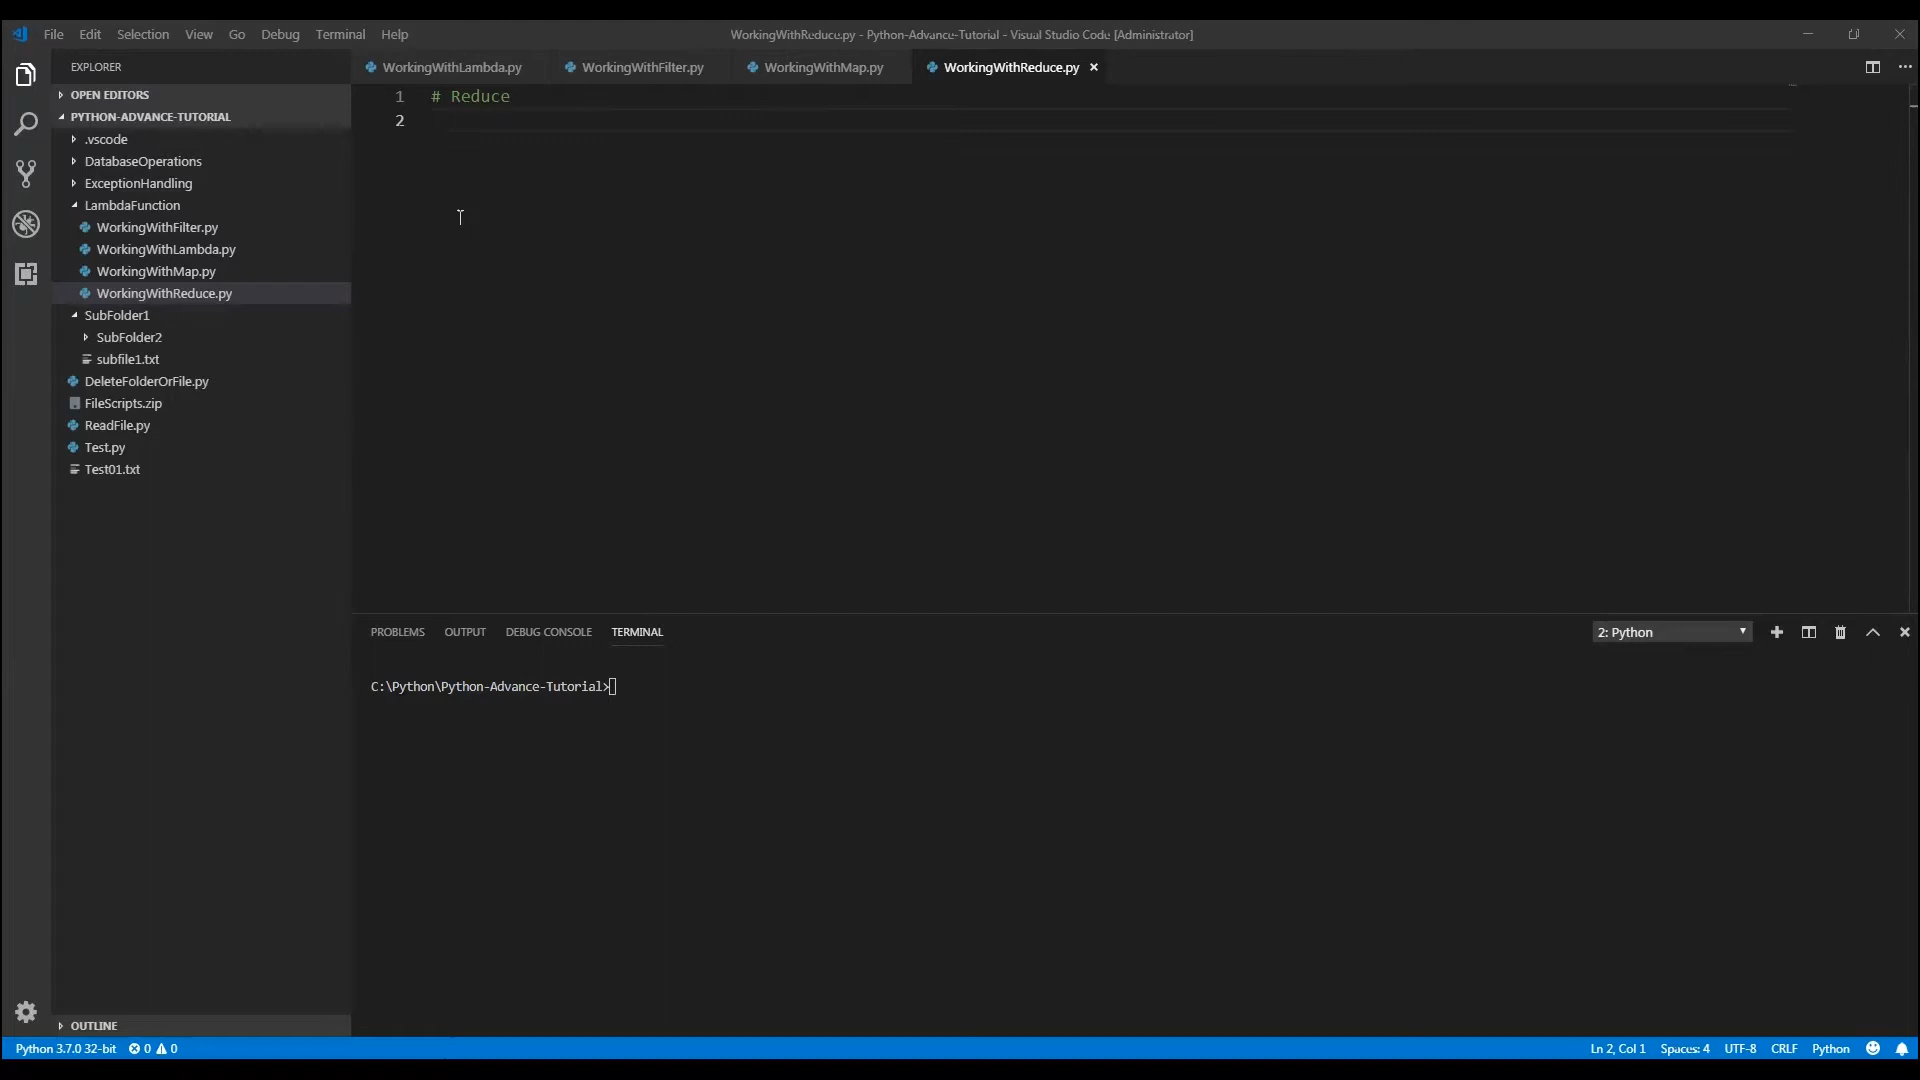 File Edit Selection View Go Debug Terminal Help
WorkingWithReduce.py - Python-Advance-Tutorial - Visual Studio Code [Administrator]
EXPLORER
WorkingWithLambda.py
WorkingWithFilter.py
WorkingWithMap.py
WorkingWithReduce.py
OPEN EDITORS
PYTHON-ADVANCE-TUTORIAL
.vscode
DatabaseOperations
ExceptionHandling
LambdaFunction
WorkingWithFilter.py
WorkingWithLambda.py
WorkingWithMap.py
WorkingWithReduce.py
SubFolder1
SubFolder2
subfile1.txt
DeleteFolderOrFile.py
FileScripts.zip
ReadFile.py
Test.py
Test01.txt
OUTLINE
1 # Reduce
2
PROBLEMS OUTPUT DEBUG CONSOLE TERMINAL
2: Python
C:\Python\Python-Advance-Tutorial>
Python 3.7.0 32-bit 0 0
Ln 2, Col 1 Spaces: 4 UTF-8 CRLF Python